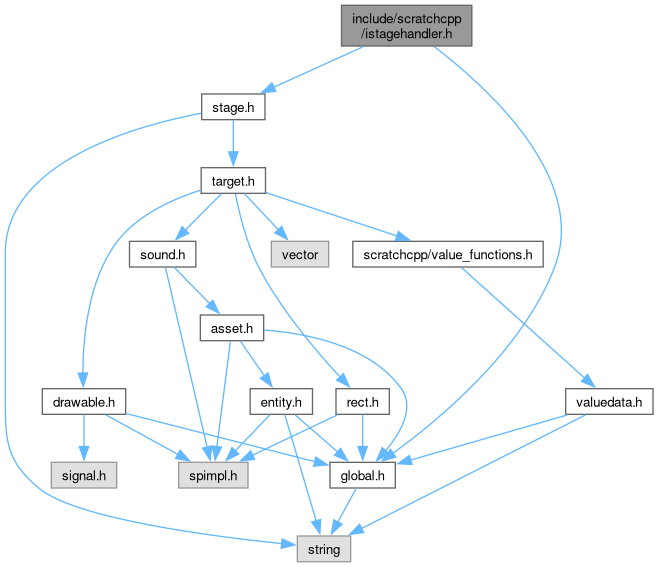 include/scratchcpp
/istagehandler.h
stage.h
target.h
sound.h
vector
scratchcpp/value_functions.h
asset.h
drawable.h
entity.h
rect.h
valuedata.h
signal.h
spimpl.h
global.h
string